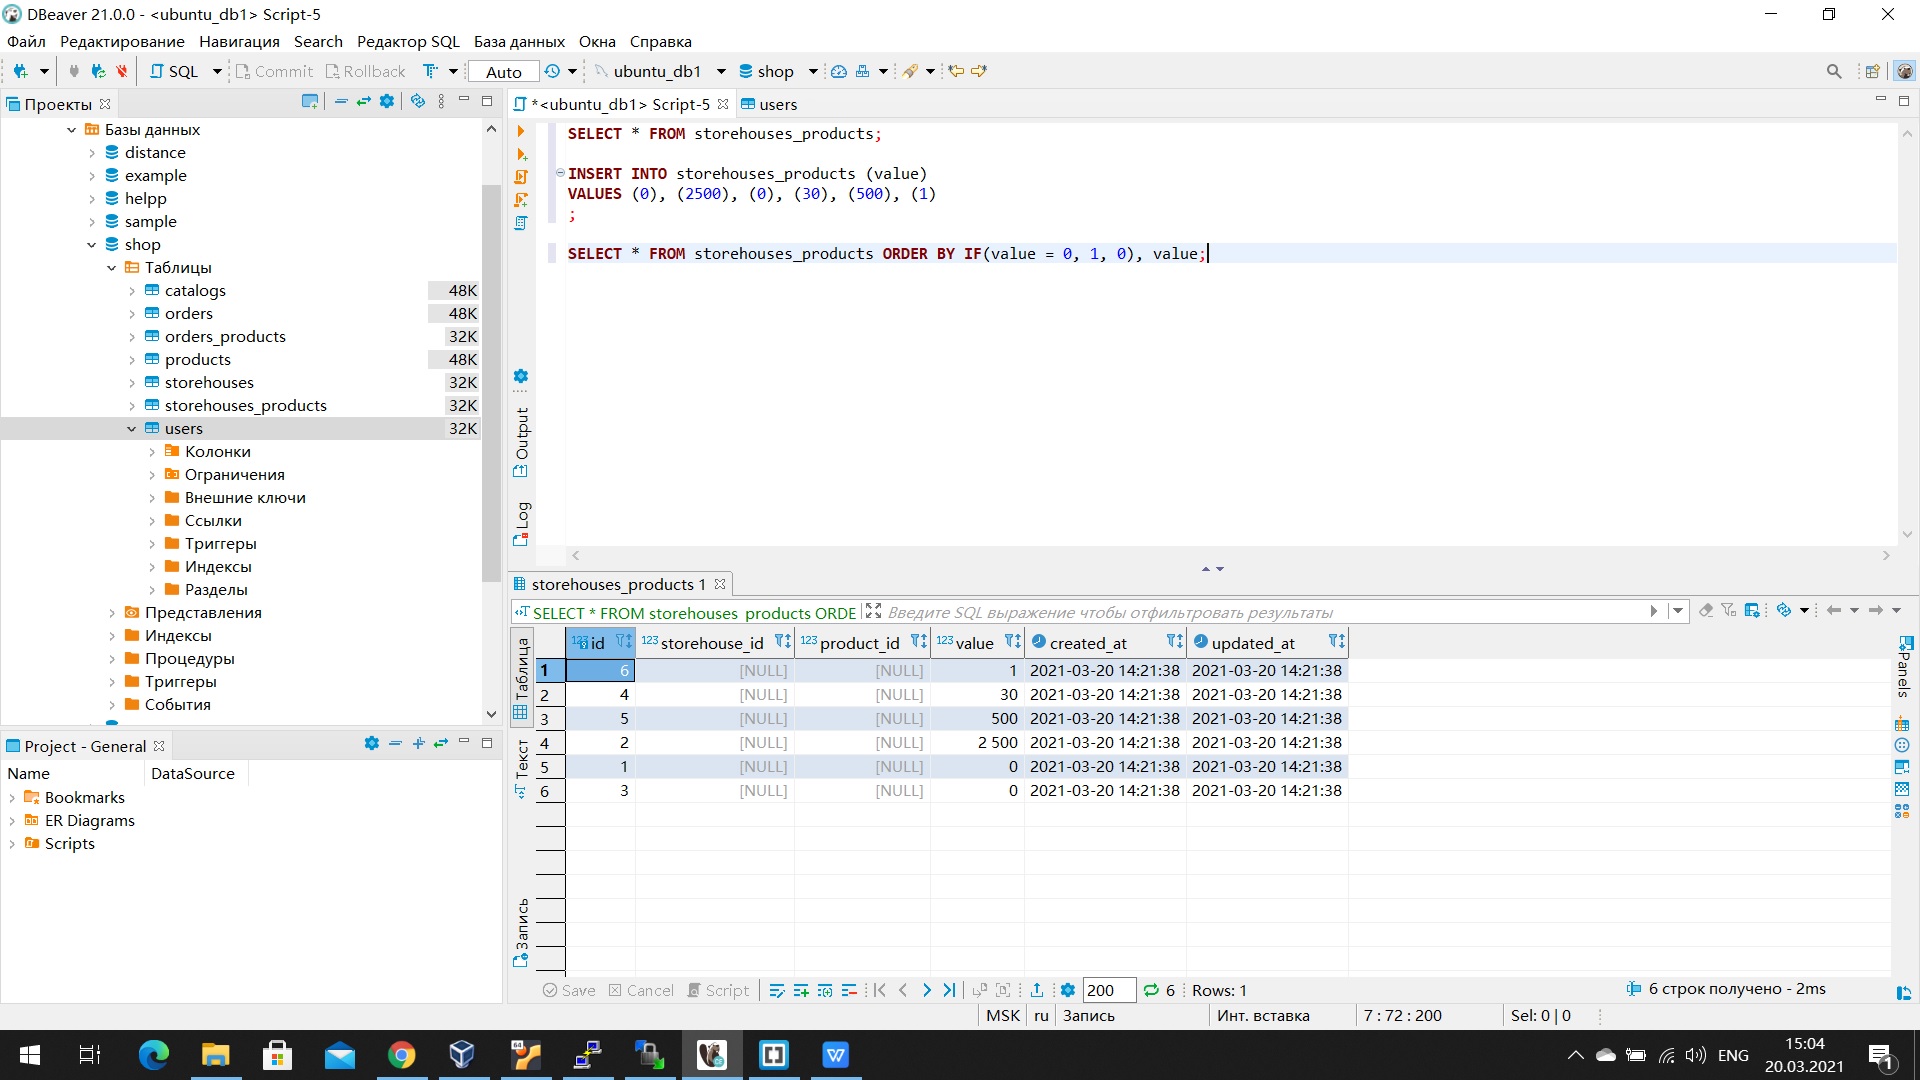 DBeaver 21.0.0 - <ubuntu_db1> Script-5
Файл Редактирование Навигация Search Редактор SQL База данных Окна Справка
SQL Commit Rollback Auto ubuntu_db1 shop
Проекты
Базы данных
distance
example
helpp
sample
shop
Таблицы
catalogs 48K
orders 48K
orders_products 32K
products 48K
storehouses 32K
storehouses_products 32K
users 32K
Колонки
Ограничения
Внешние ключи
Ссылки
Триггеры
Индексы
Разделы
Представления
Индексы
Процедуры
Триггеры
События
Project - General
Name DataSource
Bookmarks
ER Diagrams
Scripts
*<ubuntu_db1> Script-5 users
SELECT * FROM storehouses_products;
INSERT INTO storehouses_products (value)
VALUES (0), (2500), (0), (30), (500), (1)
;
SELECT * FROM storehouses_products ORDER BY IF(value = 0, 1, 0), value;
Output
Log
storehouses_products 1
SELECT * FROM storehouses_products ORDE Введите SQL выражение чтобы отфильтровать результаты
Таблица
Текст
Запись
123 id 123 storehouse_id 123 product_id 123 value created_at updated_at
1 6 [NULL] [NULL] 1 2021-03-20 14:21:38 2021-03-20 14:21:38
2 4 [NULL] [NULL] 30 2021-03-20 14:21:38 2021-03-20 14:21:38
3 5 [NULL] [NULL] 500 2021-03-20 14:21:38 2021-03-20 14:21:38
4 2 [NULL] [NULL] 2 500 2021-03-20 14:21:38 2021-03-20 14:21:38
5 1 [NULL] [NULL] 0 2021-03-20 14:21:38 2021-03-20 14:21:38
6 3 [NULL] [NULL] 0 2021-03-20 14:21:38 2021-03-20 14:21:38
Panels
Save Cancel Script 200 6 Rows: 1 6 строк получено - 2ms
MSK ru Запись Инт. вставка 7 : 72 : 200 Sel: 0 | 0
64
W
ENG
15:04
20.03.2021
1